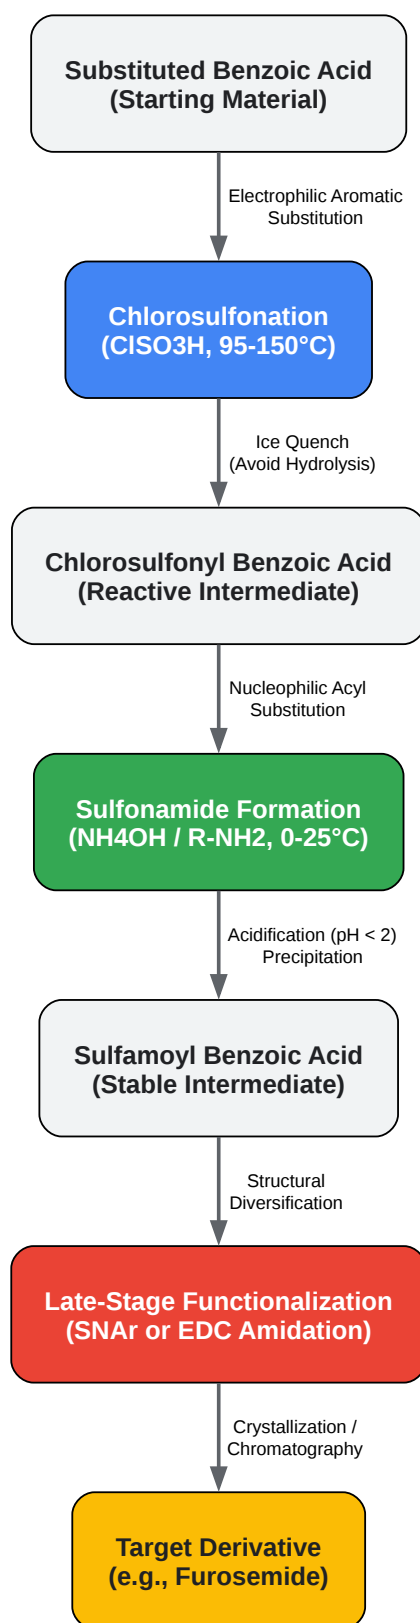 Substituted Benzoic Acid
(Starting Material)
Electrophilic Aromatic
Substitution
Chlorosulfonation
(ClSO3H, 95-150°C)
Ice Quench
(Avoid Hydrolysis)
Chlorosulfonyl Benzoic Acid
(Reactive Intermediate)
Nucleophilic Acyl
Substitution
Sulfonamide Formation
(NH4OH / R-NH2, 0-25°C)
Acidification (pH < 2)
Precipitation
Sulfamoyl Benzoic Acid
(Stable Intermediate)
Structural
Diversification
Late-Stage Functionalization
(SNAr or EDC Amidation)
Crystallization /
Chromatography
Target Derivative
(e.g., Furosemide)